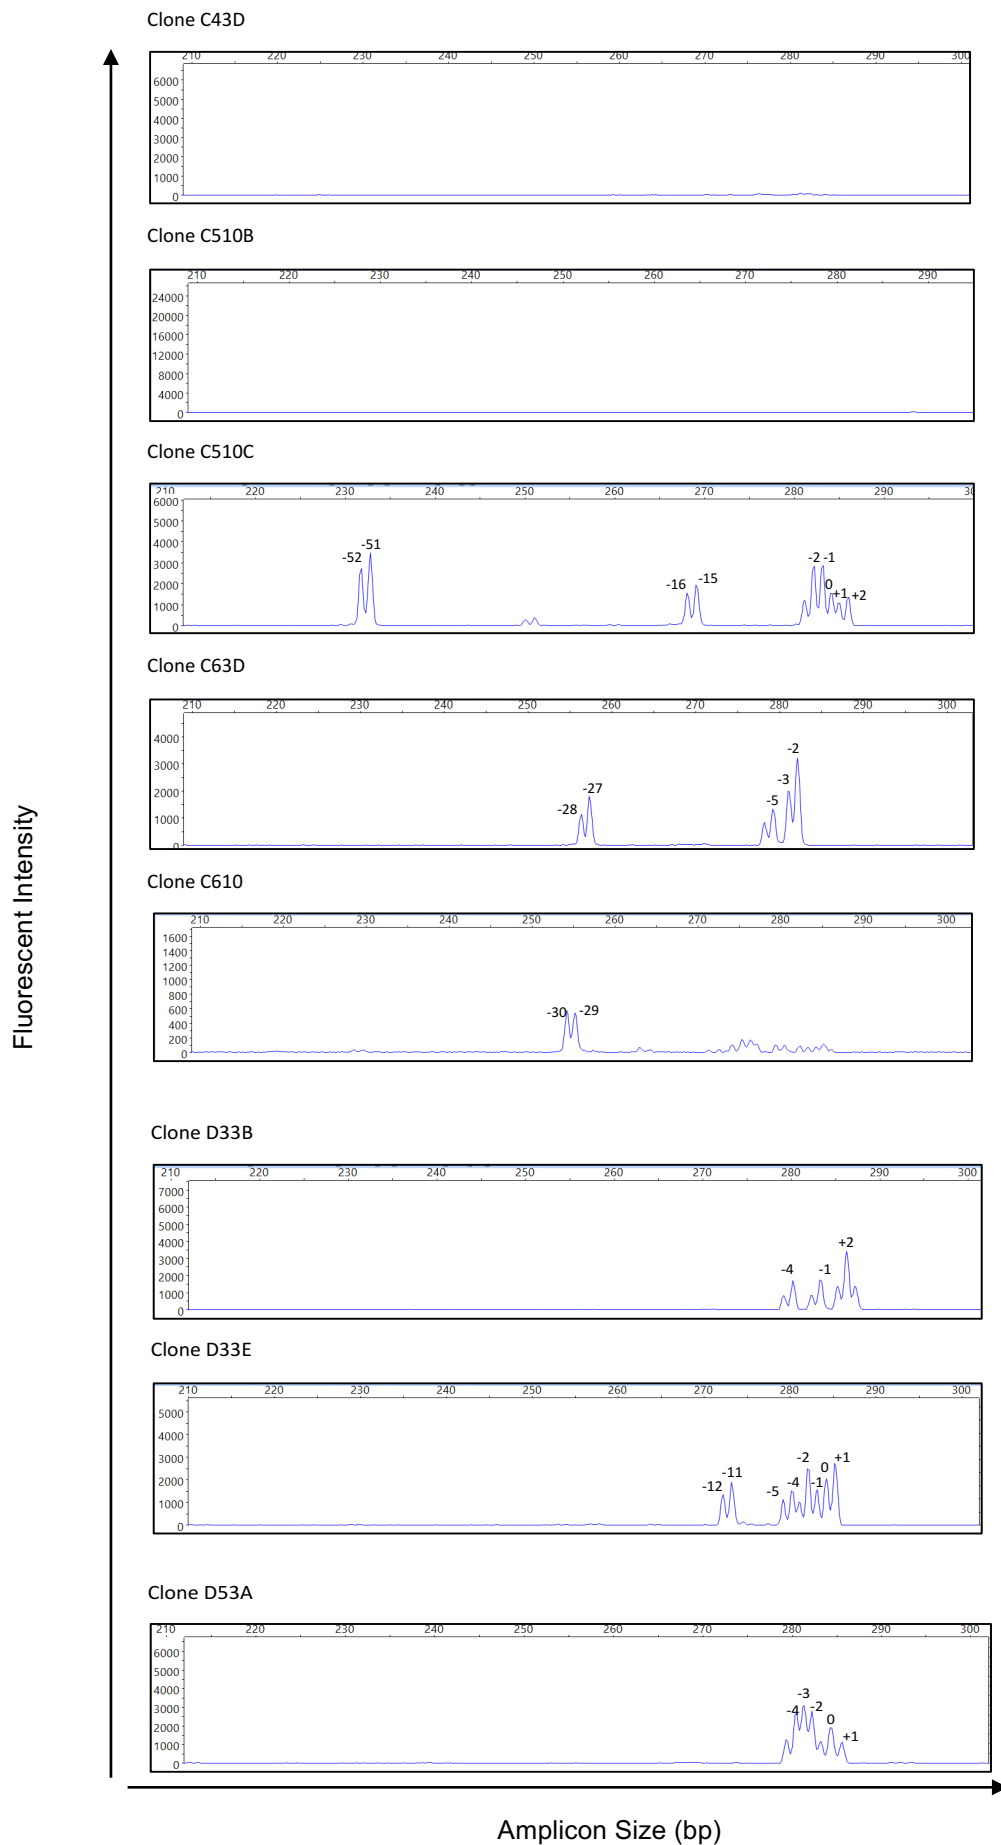 Clone C43D
210 220 230 240 250 260 270 280 290 300
6000
5000
4000
3000
2000
1000
0
Clone C510B
210 220 230 240 250 260 270 280 290
24000
20000
16000
12000
8000
4000
0
Clone C510C
210 220 230 240 250 260 270 280 290 30
6000
5000
4000
3000
2000
1000
0
-52 -51 -16 -15 -2 -1 0 +1 +2
Clone C63D
210 220 230 240 250 260 270 280 290 300
4000
3000
2000
1000
0
-28 -27 -5 -3 -2
Clone C610
210 220 230 240 250 260 270 280 290 300
1600
1400
1200
1000
800
600
400
200
0
-30 -29
Clone D33B
210 220 230 240 250 260 270 280 290 300
7000
6000
5000
4000
3000
2000
1000
0
-4 -1 +2
Clone D33E
210 220 230 240 250 260 270 280 290 300
5000
4000
3000
2000
1000
0
-12 -11 -5 -4 -2 -1 0 +1
Clone D53A
210 220 230 240 250 260 270 280 290 300
6000
5000
4000
3000
2000
1000
0
-4 -3 -2 0 +1
Fluorescent Intensity
Amplicon Size (bp)